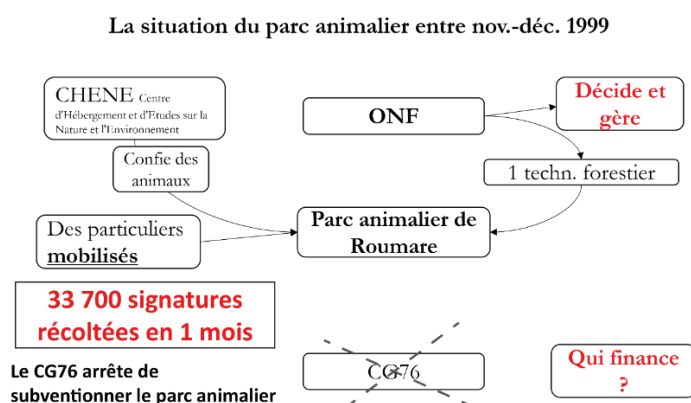 La situation du parc animalier entre nov.-déc. 1999
CHENE Centre
d'Hébergement et d'Etudes sur la
Nature et l'Environnement
ONF
Décide et
gère
Confie des
animaux
1 techn. forestier
Des particuliers
mobilisés
Parc animalier de
Roumare
33 700 signatures
récoltées en 1 mois
Le CG76 arrête de
subventionner le parc animalier
CG76
Qui finance
?